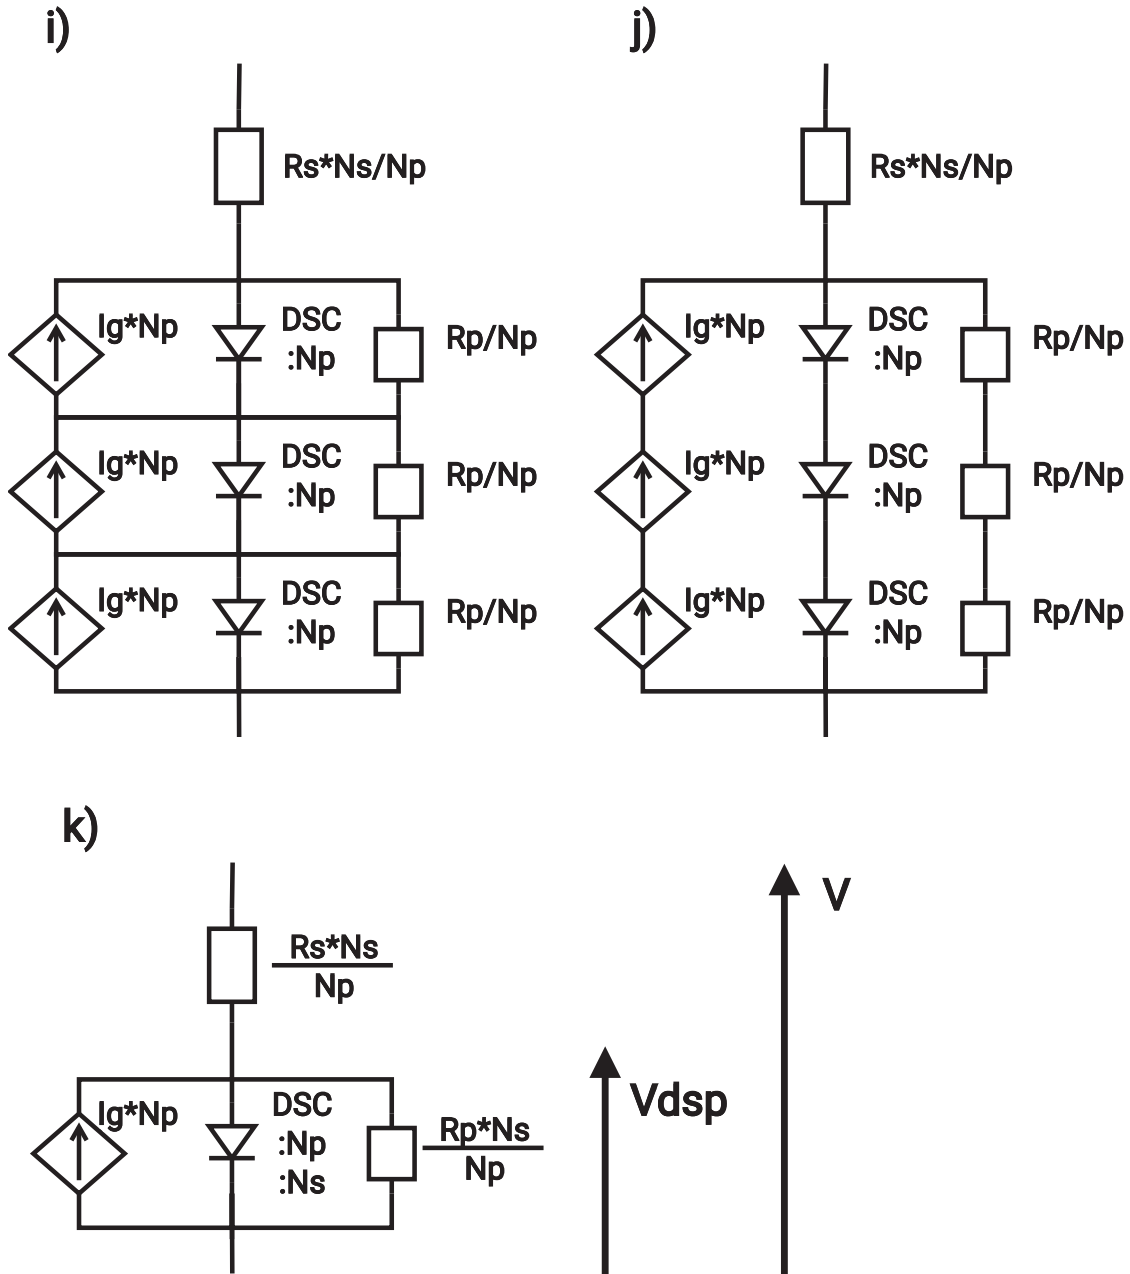 i)
j)
Rs*Ns/Np
Rs*Ns/Np
Ig*Np
DSC
:Np
Rp/Np
Ig*Np
DSC
:Np
Rp/Np
Ig*Np
DSC
:Np
Rp/Np
Ig*Np
DSC
:Np
Rp/Np
Ig*Np
DSC
:Np
Rp/Np
Ig*Np
DSC
:Np
Rp/Np
k)
Rs*Ns
Np
Ig*Np
DSC
:Np
:Ns
Rp*Ns
Np
Vdsp
V